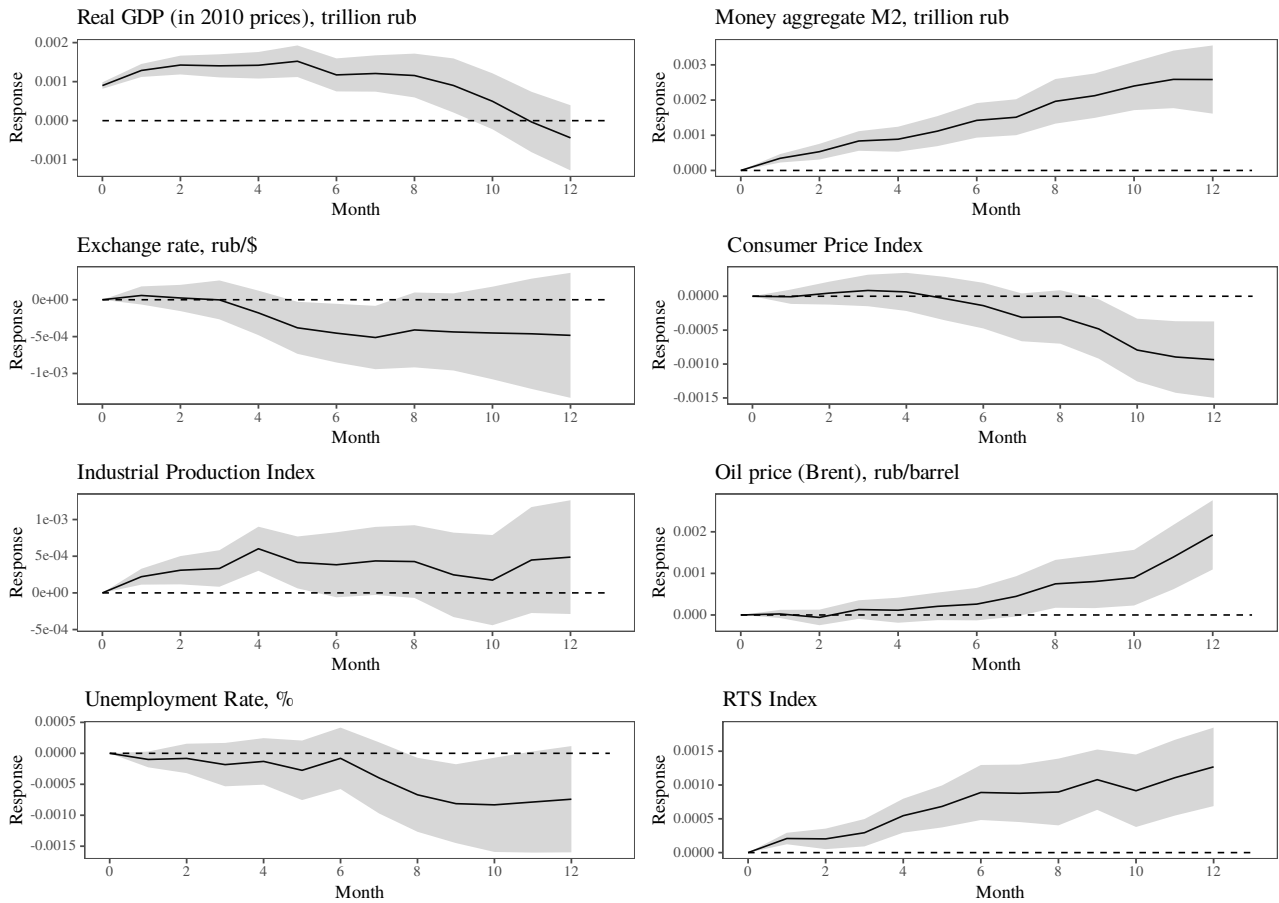 Real GDP (in 2010 prices), trillion rub
Response
0.002
0.001
0.000
-0.001
0 2 4 6 8 10 12
Month
Money aggregate M2, trillion rub
Response
0.003
0.002
0.001
0.000
0 2 4 6 8 10 12
Month
Exchange rate, rub/$
Response
0e+00
-5e-04
-1e-03
0 2 4 6 8 10 12
Month
Consumer Price Index
Response
0.0000
-0.0005
-0.0010
-0.0015
0 2 4 6 8 10 12
Month
Industrial Production Index
Response
1e-03
5e-04
0e+00
-5e-04
0 2 4 6 8 10 12
Month
Oil price (Brent), rub/barrel
Response
0.002
0.001
0.000
0 2 4 6 8 10 12
Month
Unemployment Rate, %
Response
0.0005
0.0000
-0.0005
-0.0010
-0.0015
0 2 4 6 8 10 12
Month
RTS Index
Response
0.0015
0.0010
0.0005
0.0000
0 2 4 6 8 10 12
Month